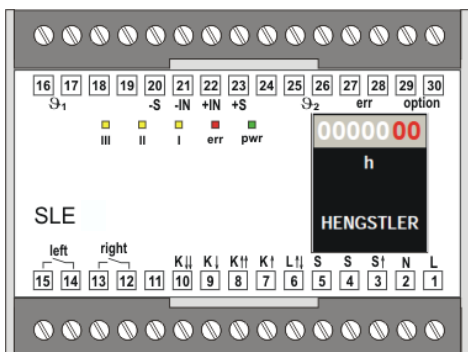 16 17 18 19 20 21 22 23 24 25 26 27 28 29 30
ϑ1 -S -IN +IN +S ϑ2 err option
III II I err pwr
00000 00
h
HENGSTLER
SLE
left right K⇊ K↓ K⇈ K↑ L⇅ S S S↑ N L
15 14 13 12 11 10 9 8 7 6 5 4 3 2 1